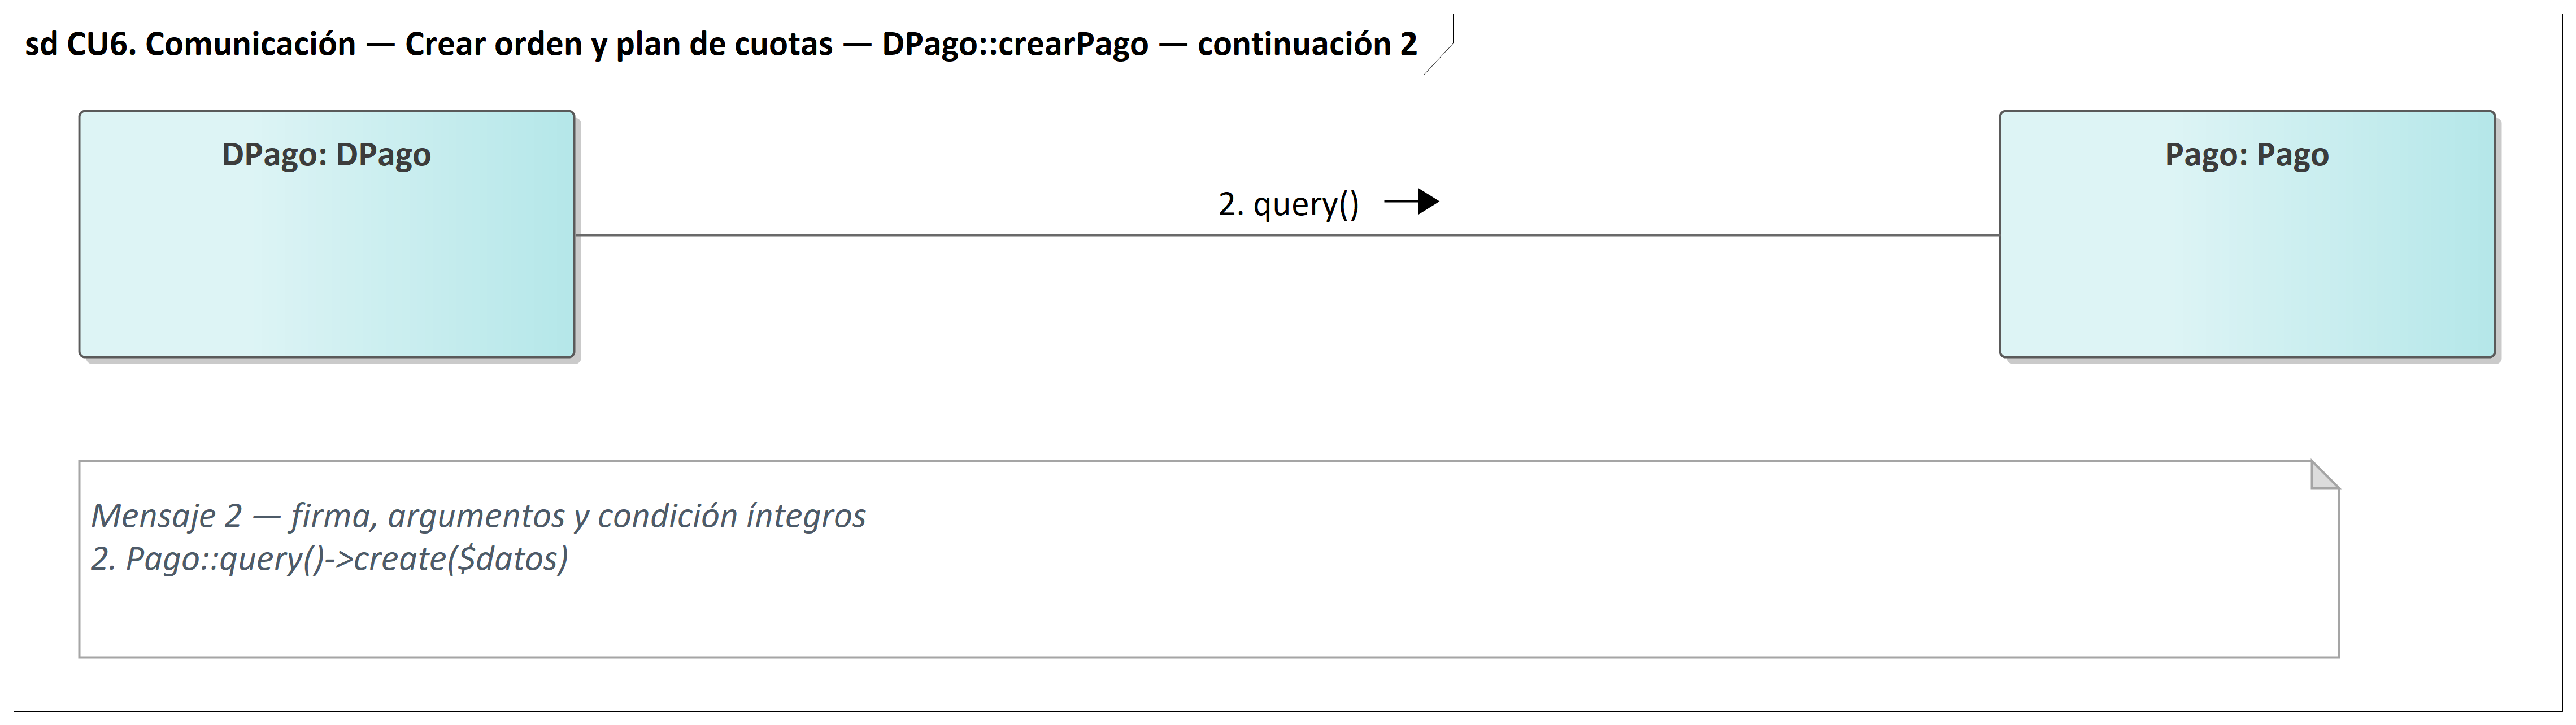 sd CU6. Comunicación — Crear orden y plan de cuotas — DPago::crearPago — continuación 2
DPago: DPago
Pago: Pago
2. query()
Mensaje 2 — firma, argumentos y condición íntegros
2. Pago::query()->create($datos)